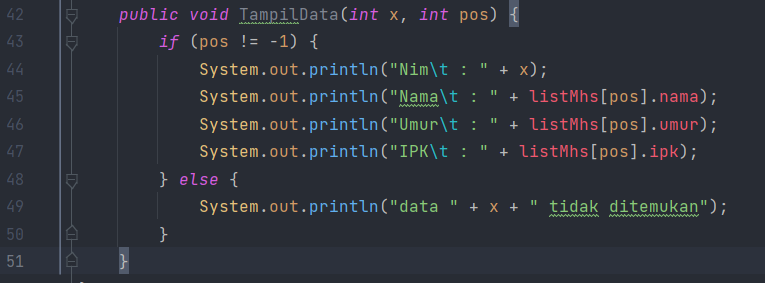 42 public void TampilData(int x, int pos) {
43 if (pos != -1) {
44 System.out.println("Nim\t : " + x);
45 System.out.println("Nama\t : " + listMhs[pos].nama);
46 System.out.println("Umur\t : " + listMhs[pos].umur);
47 System.out.println("IPK\t : " + listMhs[pos].ipk);
48 } else {
49 System.out.println("data " + x + " tidak ditemukan");
50 }
51 }